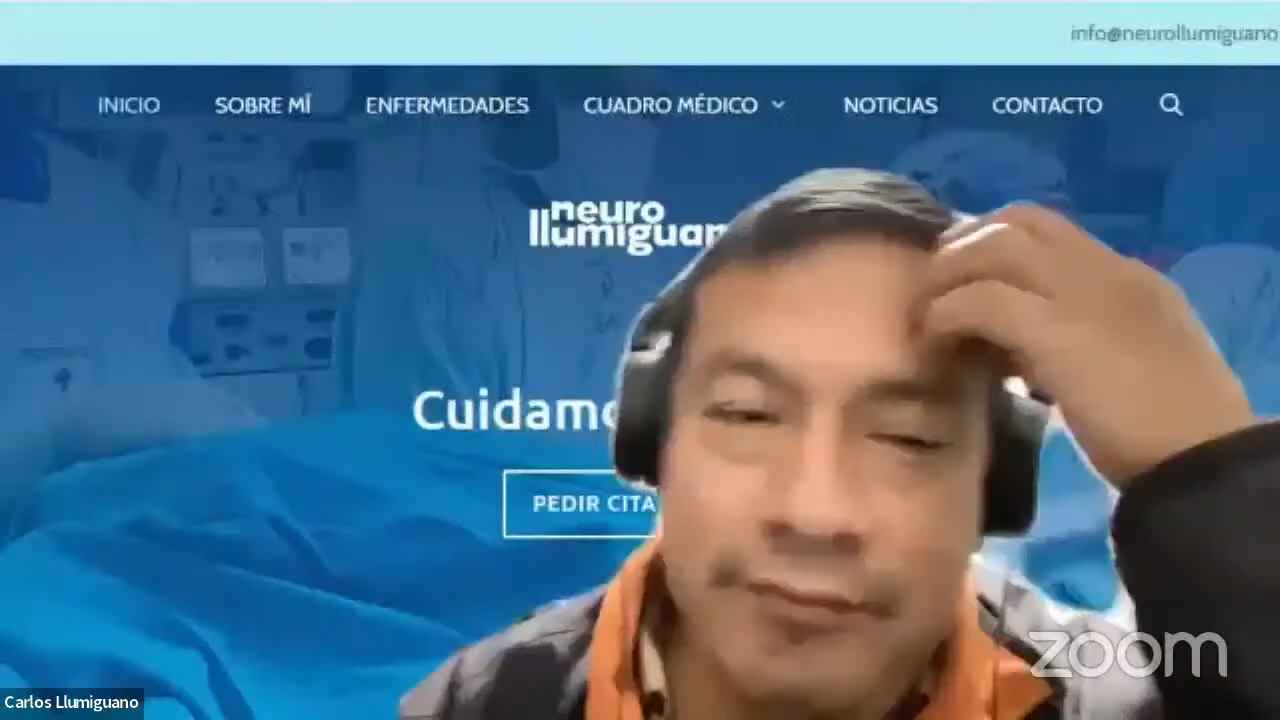 info@neurollumiguano
INICIO SOBRE MÍ ENFERMEDADES CUADRO MÉDICO NOTICIAS CONTACTO
neuro
llumiguan
Cuidamo
PEDIR CITA
zoom
Carlos Llumiguano